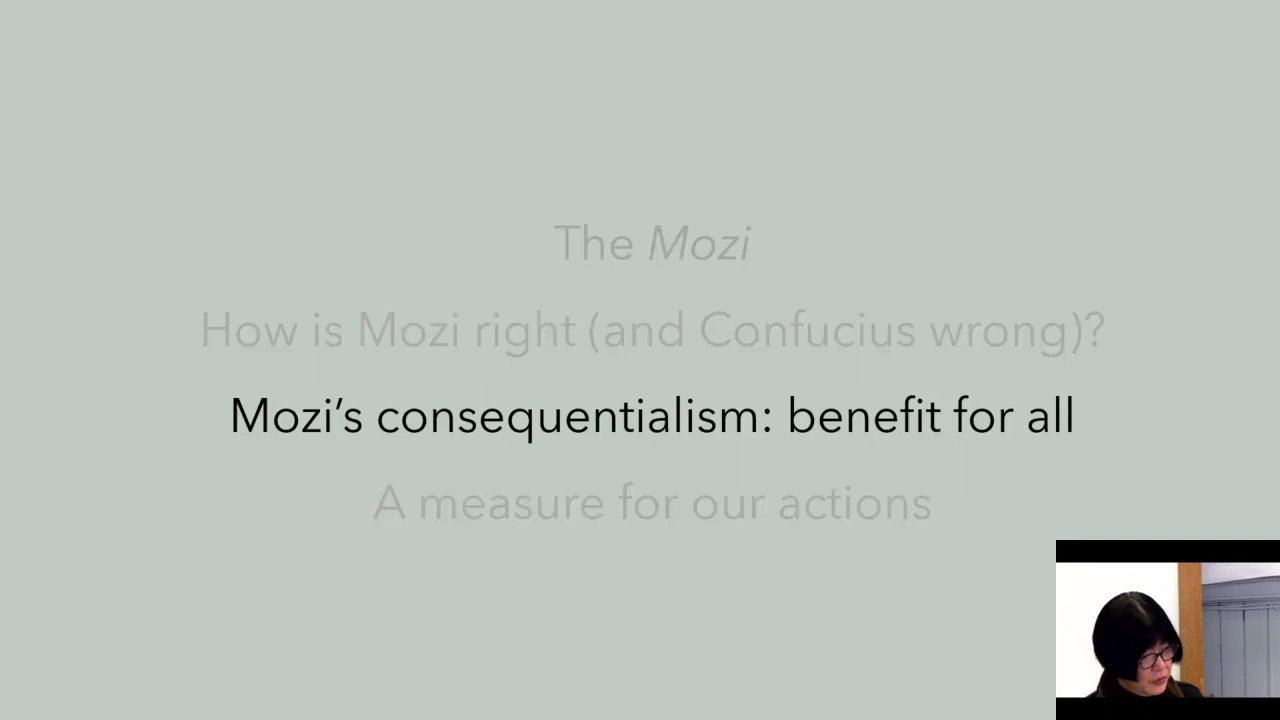 The Mozi
How is Mozi right (and Confucius wrong)?
Mozi’s consequentialism: benefit for all
A measure for our actions